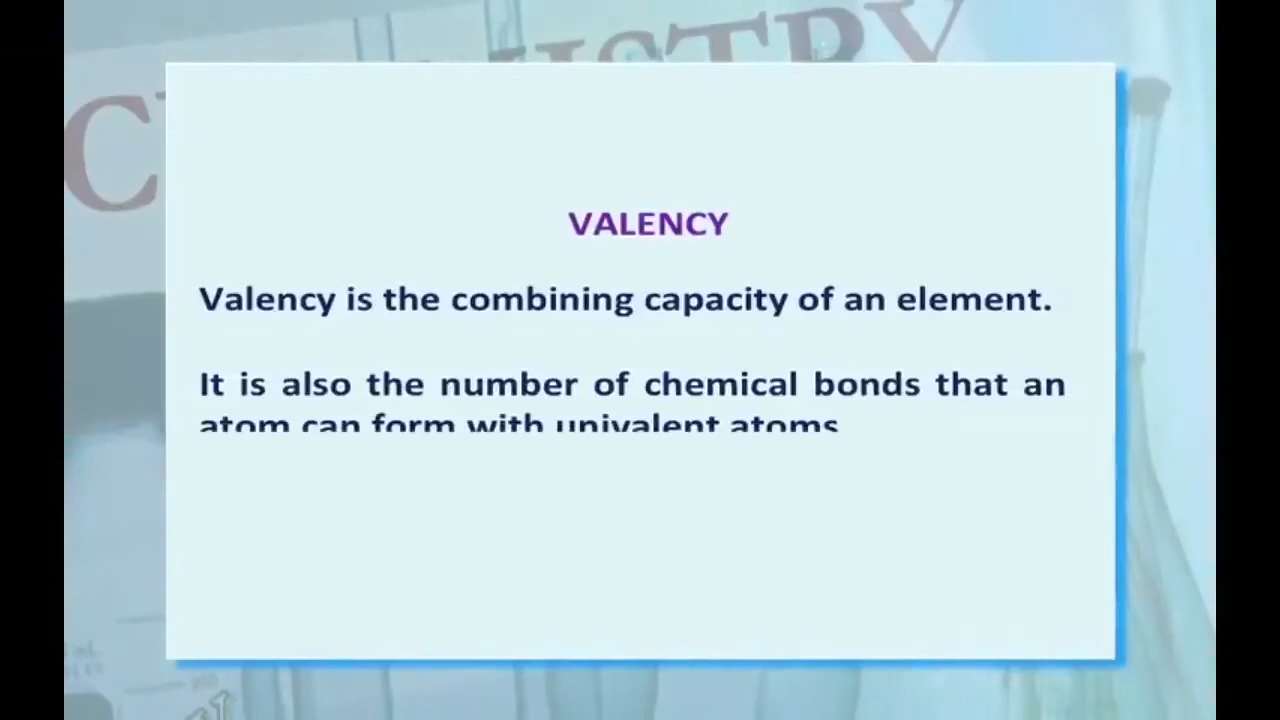 VALENCY
Valency is the combining capacity of an element.
It is also the number of chemical bonds that an
atom can form with univalent atoms